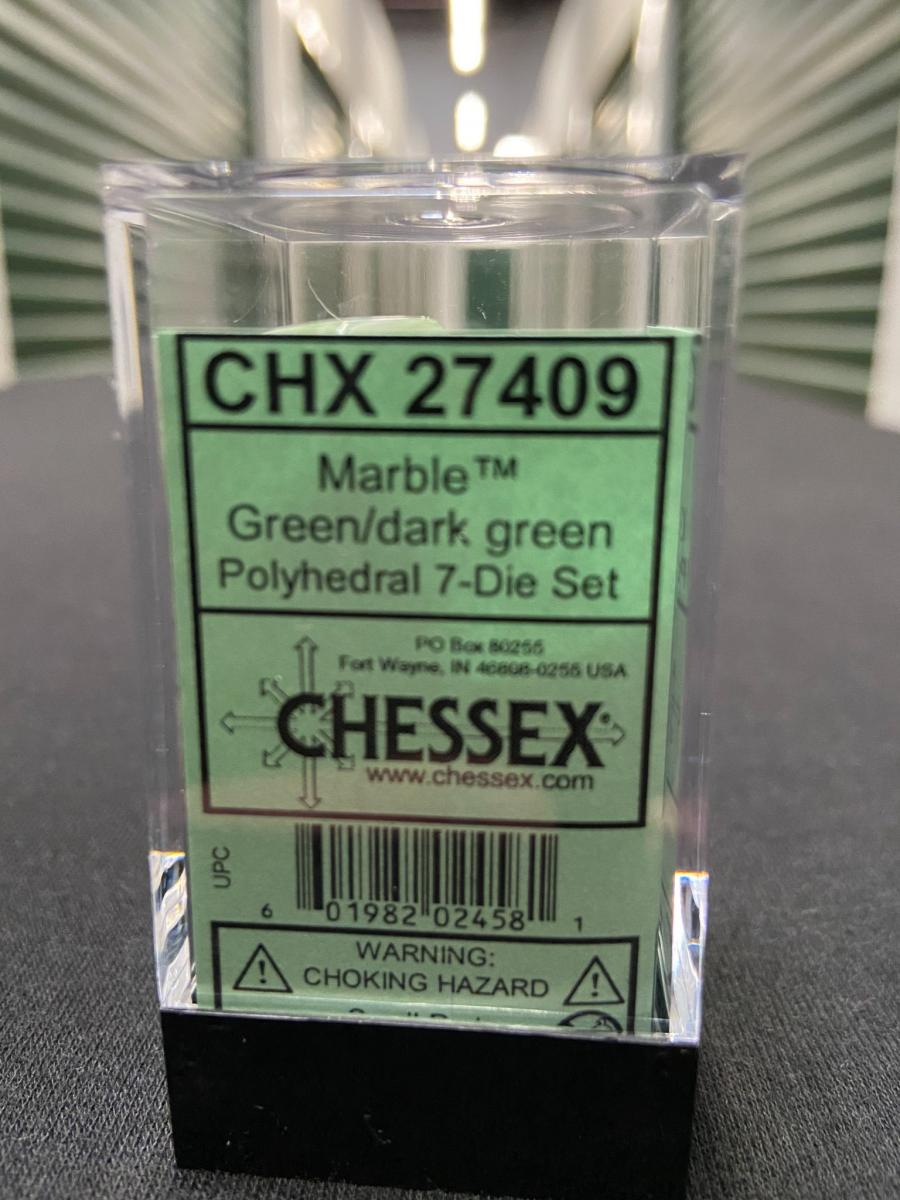 CHX 27409
Marble™
Green/dark green
Polyhedral 7-Die Set
PO Box 80255
Fort Wayne, IN 46898-0255 USA
CHESSEX®
www.chessex.com
UPC
6 01982 02458 1
WARNING:
CHOKING HAZARD